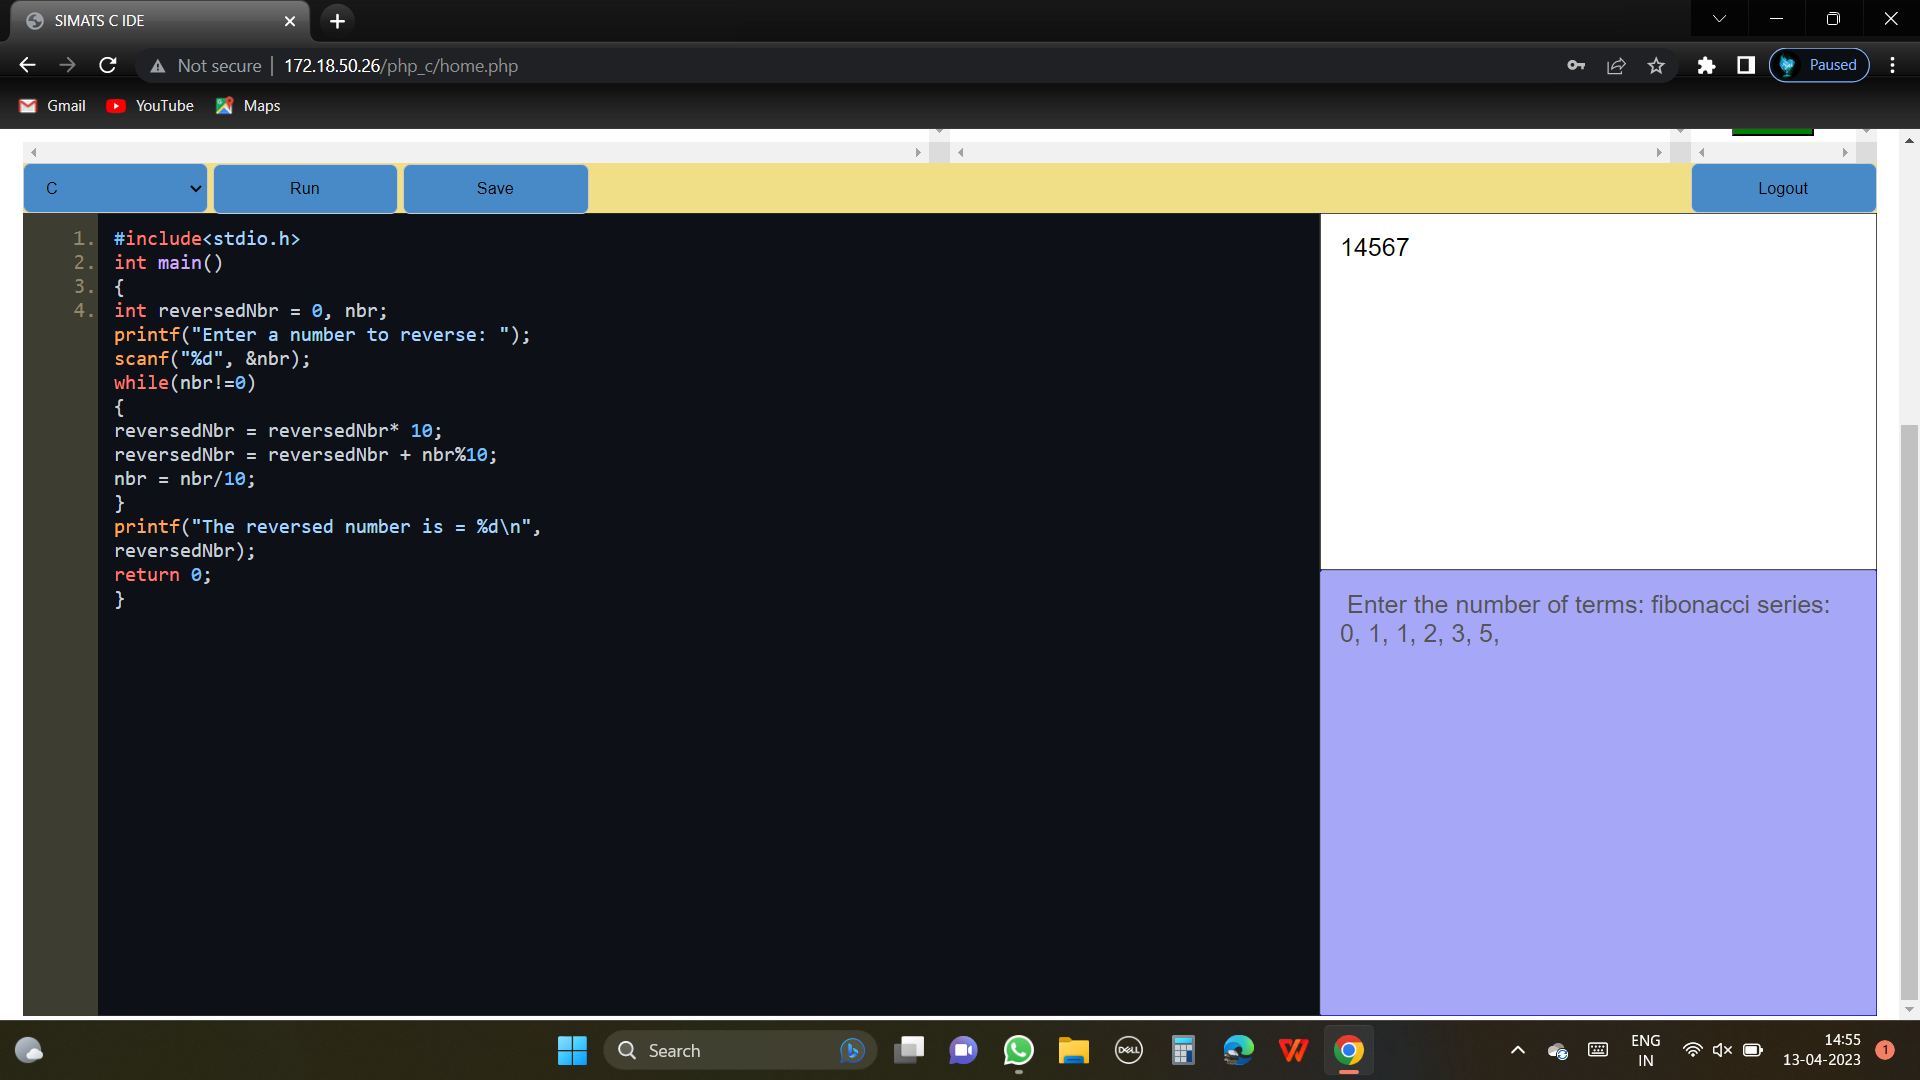 SIMATS C IDE
Not secure 172.18.50.26/php_c/home.php
Paused
Gmail YouTube Maps
C Run Save Logout
1. #include<stdio.h>
2. int main()
3. {
4. int reversedNbr = 0, nbr;
printf("Enter a number to reverse: ");
scanf("%d", &nbr);
while(nbr!=0)
{
reversedNbr = reversedNbr* 10;
reversedNbr = reversedNbr + nbr%10;
nbr = nbr/10;
}
printf("The reversed number is = %d\n",
reversedNbr);
return 0;
}
14567
Enter the number of terms: fibonacci series:
0, 1, 1, 2, 3, 5,
Search
DELL
ENG
IN
14:55
13-04-2023
1